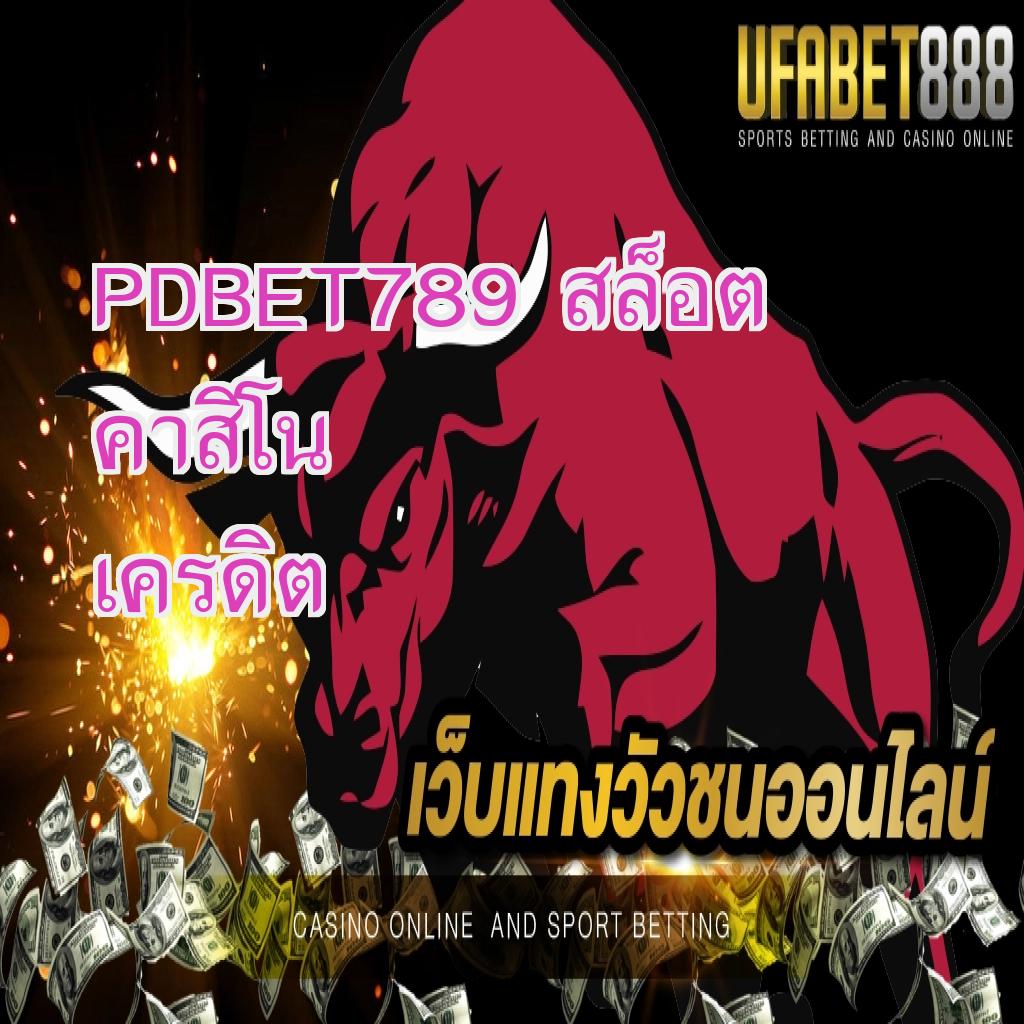 UFABET888
SPORTS BETTING AND CASINO ONLINE
PDBET789 สล็อต
คาสิโน
เครดิต
เว็บแทงวัวชนออนไลน์
CASINO ONLINE AND SPORT BETTING